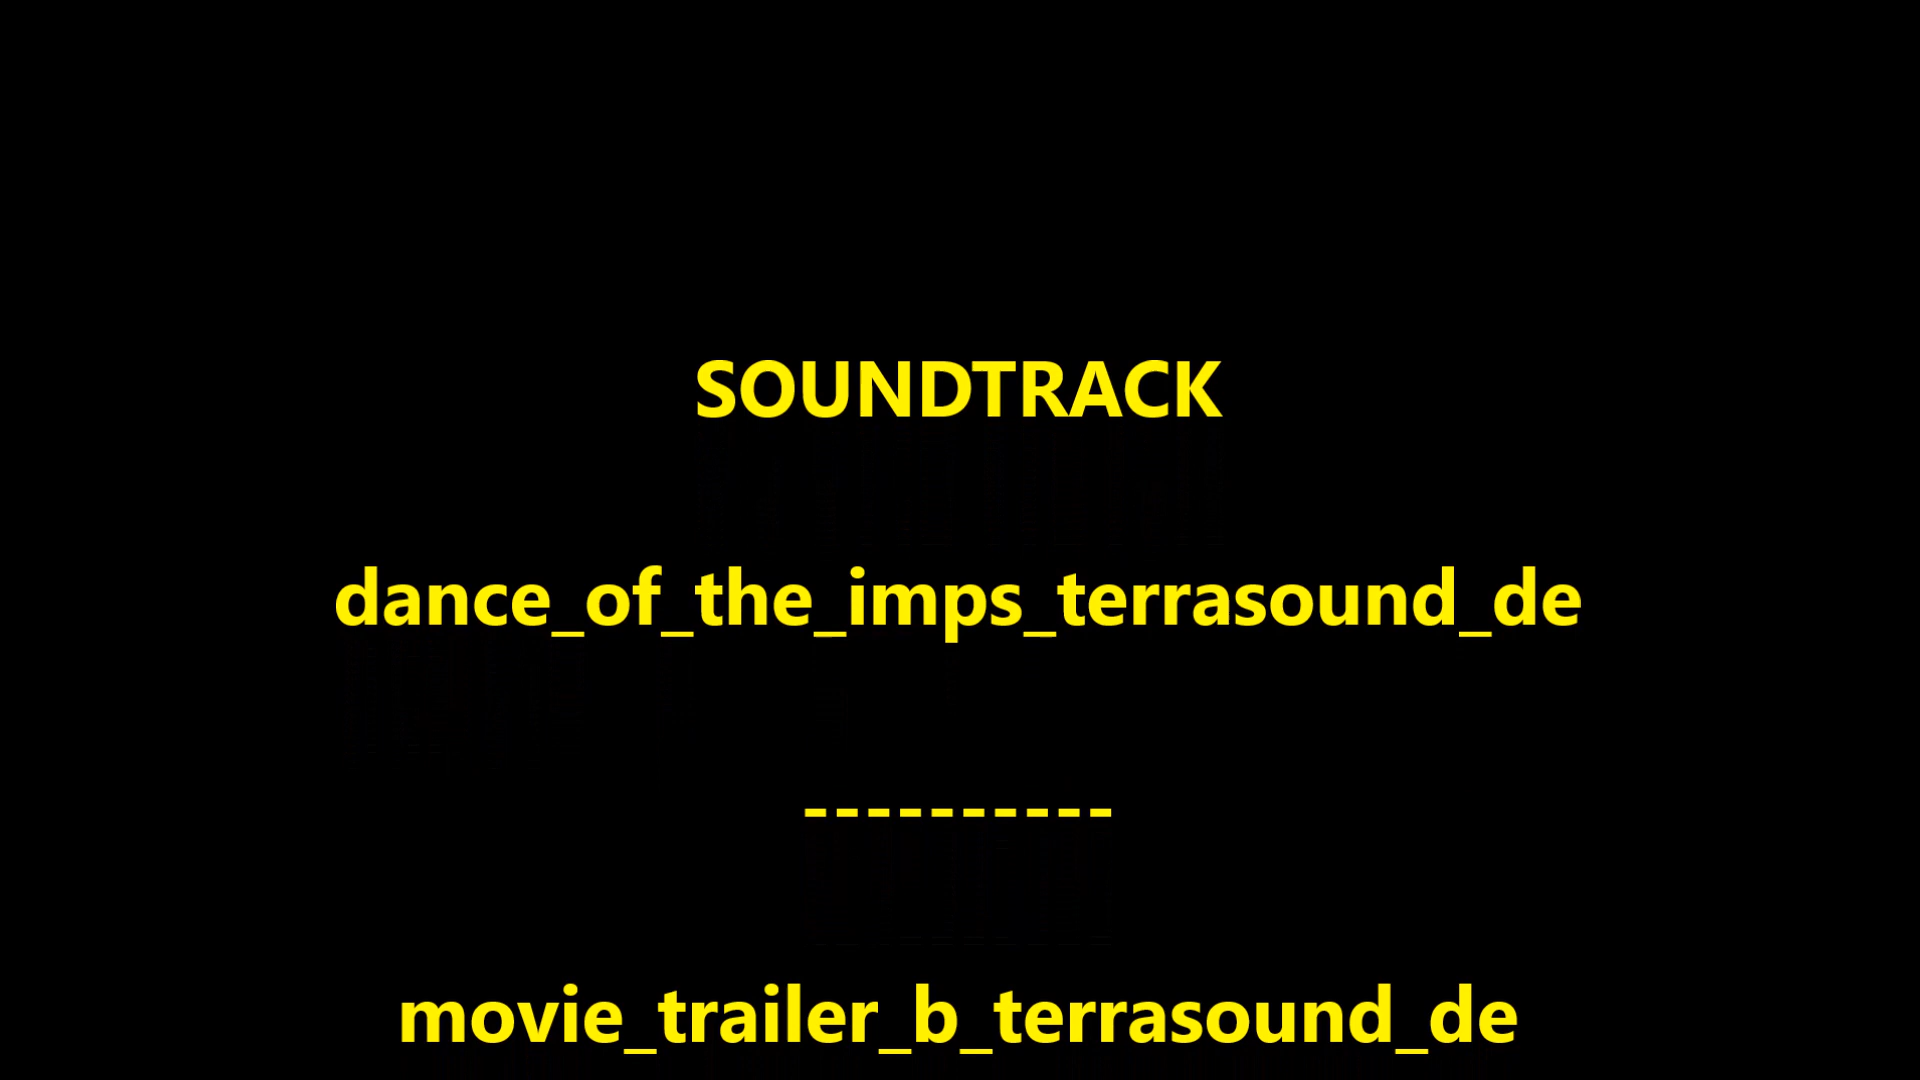 SOUNDTRACK
dance_of_the_imps_terrasound_de
----------
movie_trailer_b_terrasound_de